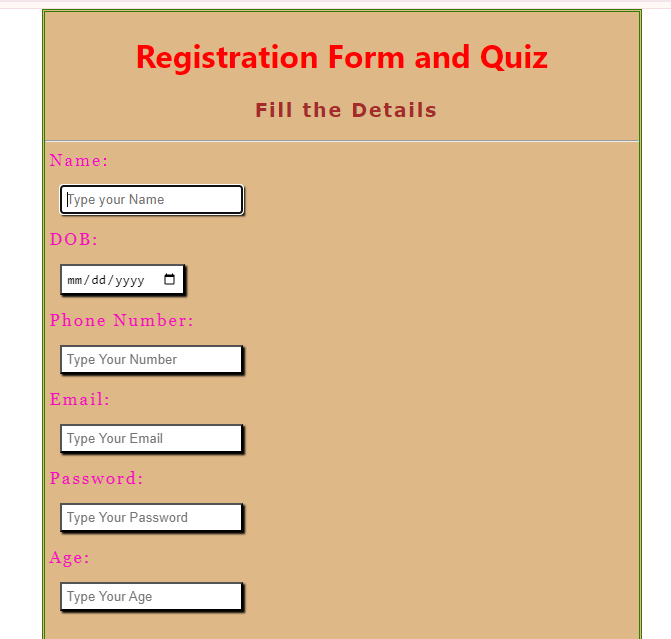 Registration Form and Quiz
Fill the Details
Name:
Type your Name
DOB:
mm/dd/yyyy
Phone Number:
Type Your Number
Email:
Type Your Email
Password:
Type Your Password
Age:
Type Your Age